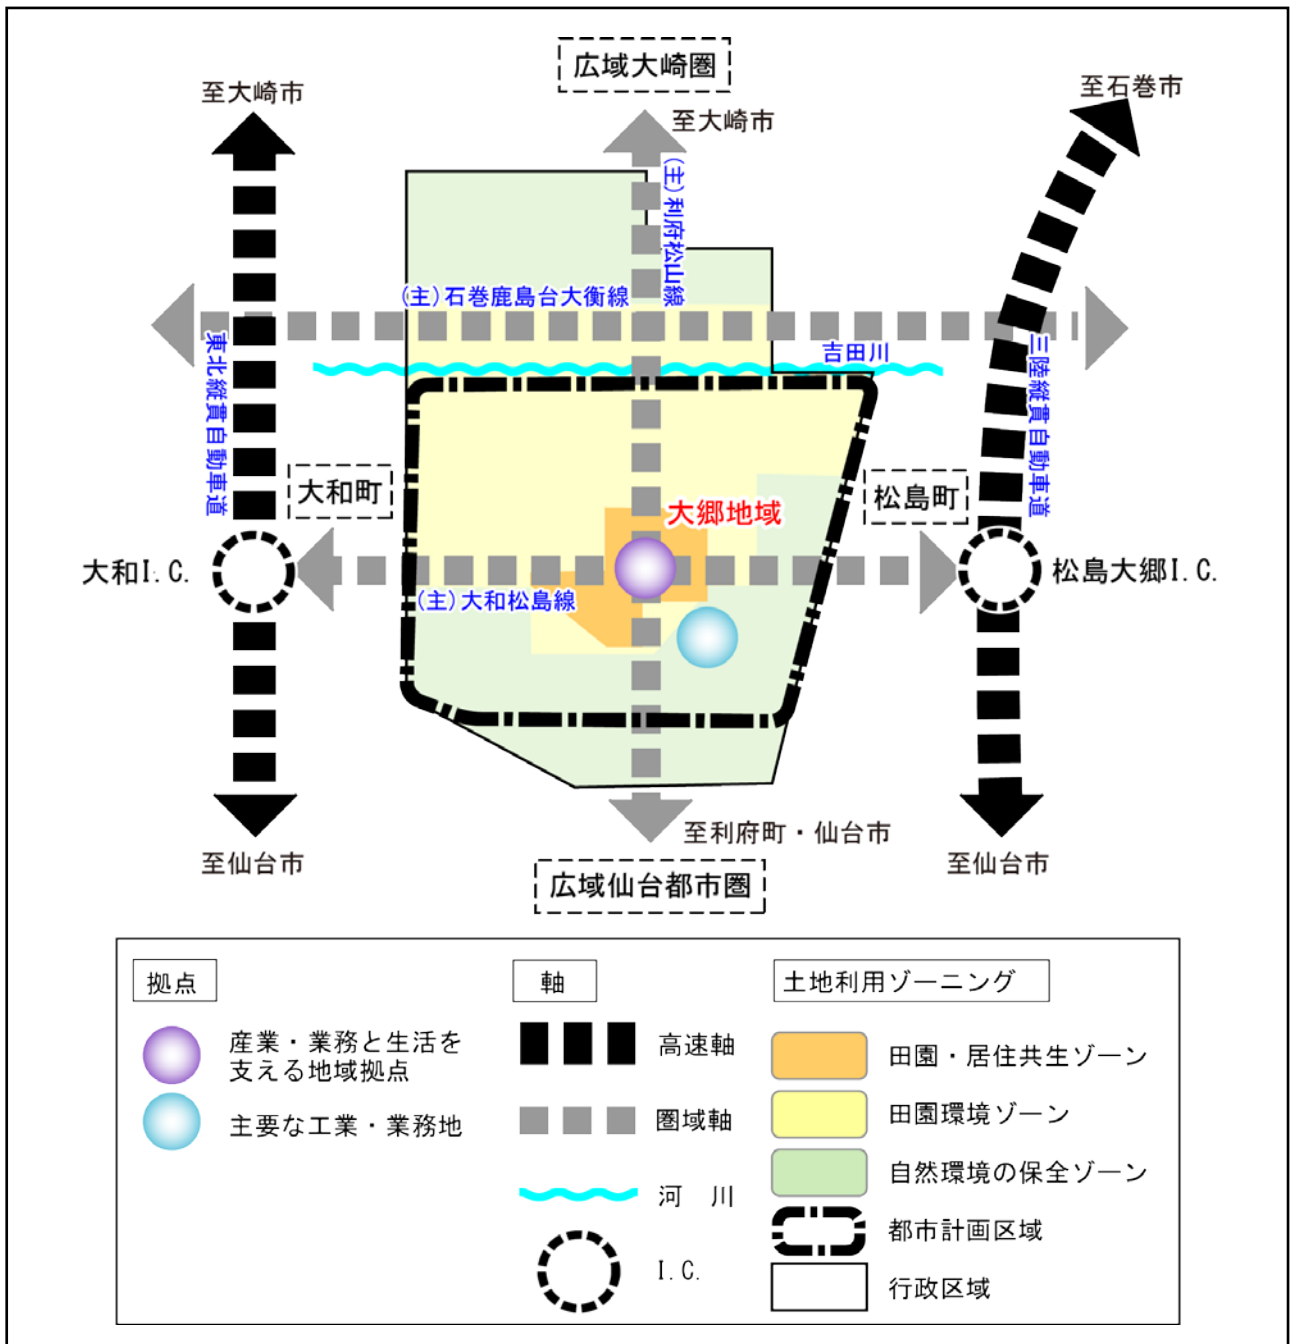 広域大崎圏
至大崎市
至石巻市
至大崎市
(主)利府松山線
(主)石巻鹿島台大衡線
吉田川
東北縦貫自動車道
三陸縦貫自動車道
大和町
松島町
大郷地域
大和I.C.
松島大郷I.C.
(主)大和松島線
至利府町・仙台市
至仙台市
至仙台市
広域仙台都市圏
拠点
産業・業務と生活を
支える地域拠点
主要な工業・業務地
軸
高速軸
圏域軸
河　川
I.C.
土地利用ゾーニング
田園・居住共生ゾーン
田園環境ゾーン
自然環境の保全ゾーン
都市計画区域
行政区域